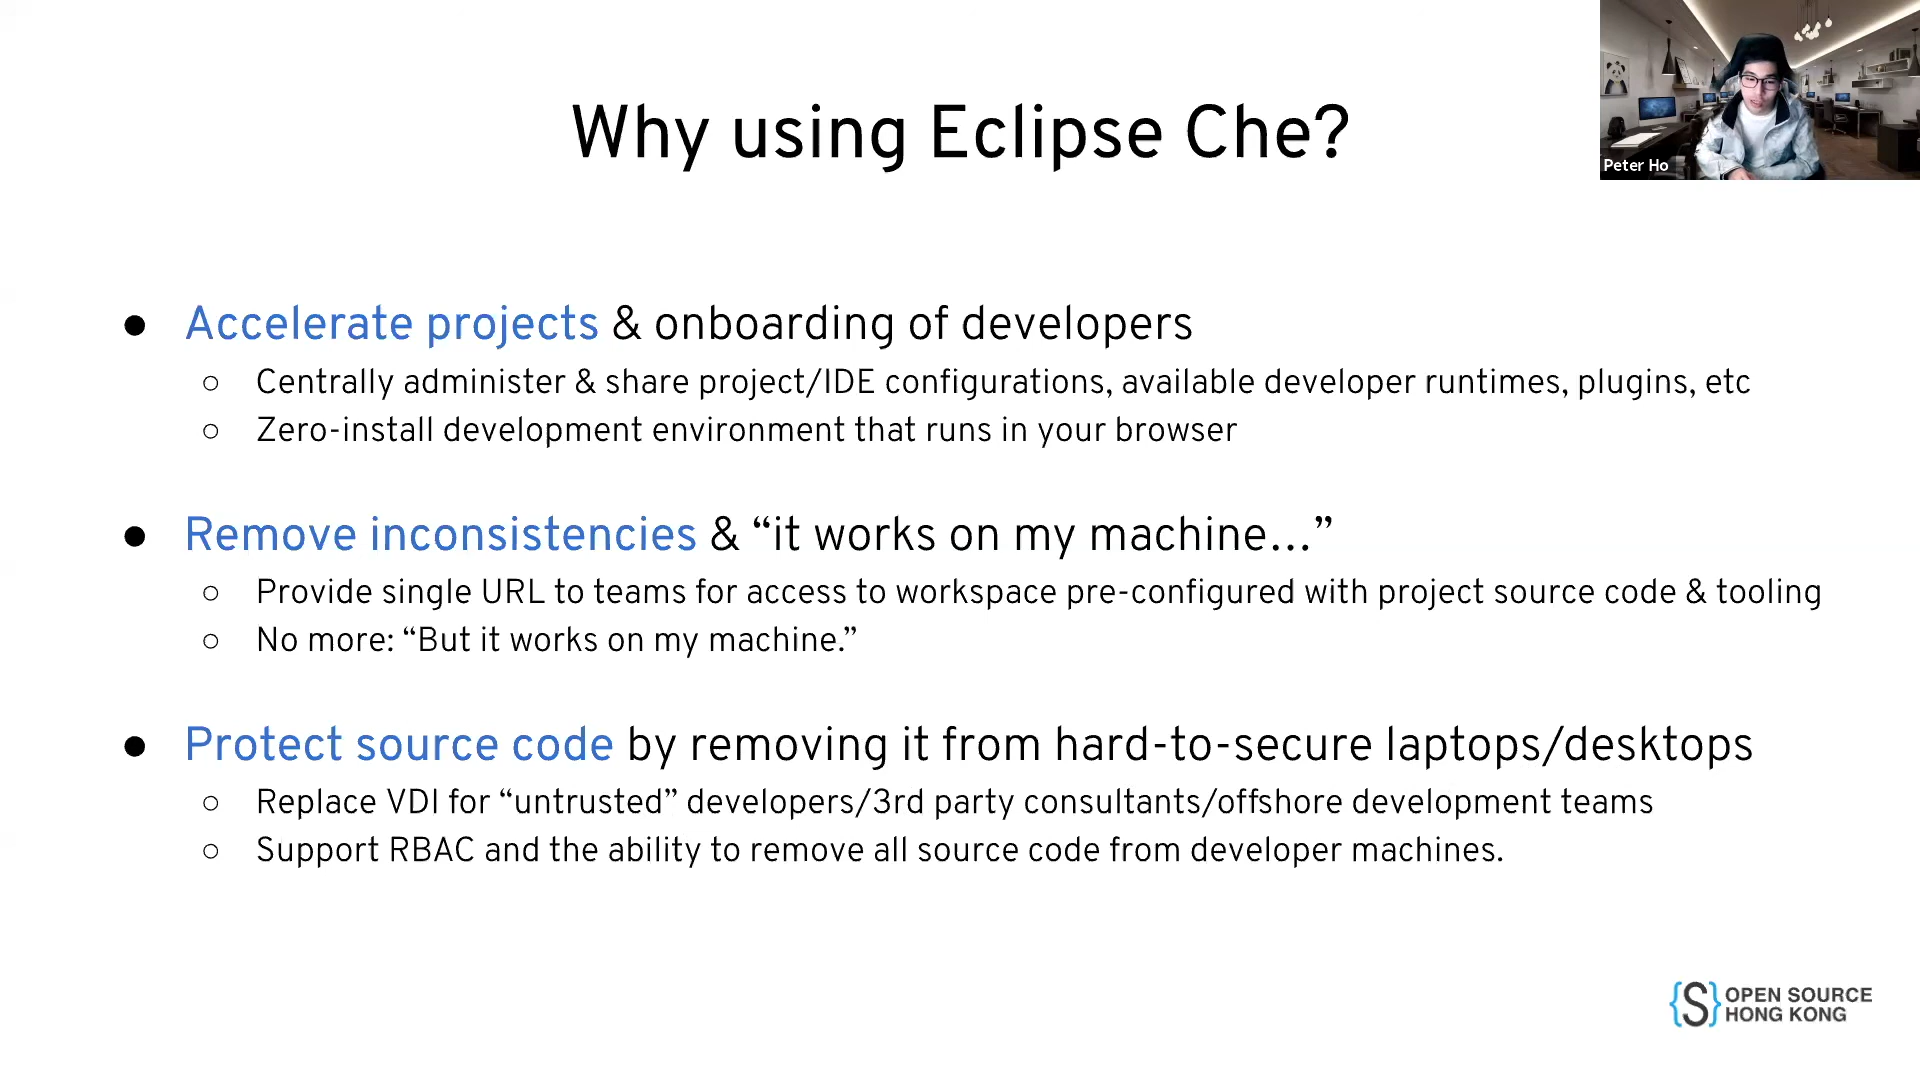 Why using Eclipse Che?
Peter Ho
● Accelerate projects & onboarding of developers
○ Centrally administer & share project/IDE configurations, available developer runtimes, plugins, etc
○ Zero-install development environment that runs in your browser
● Remove inconsistencies & “it works on my machine...”
○ Provide single URL to teams for access to workspace pre-configured with project source code & tooling
○ No more: “But it works on my machine.”
● Protect source code by removing it from hard-to-secure laptops/desktops
○ Replace VDI for “untrusted” developers/3rd party consultants/offshore development teams
○ Support RBAC and the ability to remove all source code from developer machines.
{S} OPEN SOURCE
HONG KONG